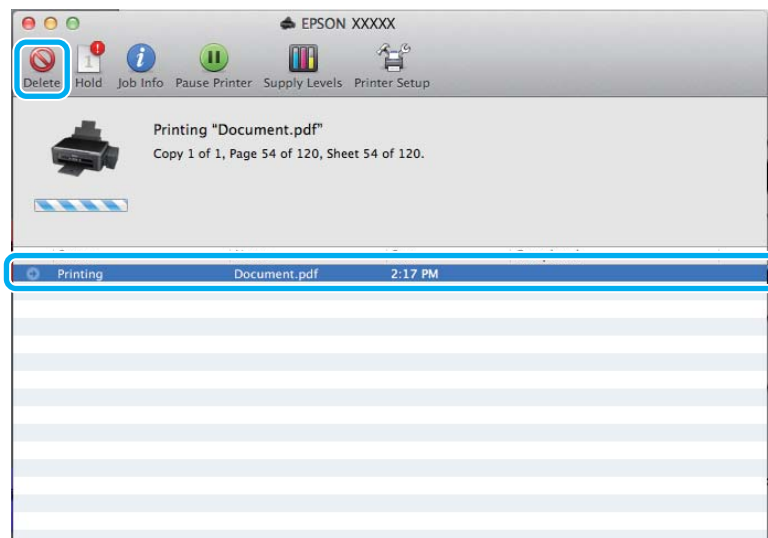 EPSON XXXXX
1
Delete Hold Job Info Pause Printer Supply Levels Printer Setup
Printing “Document.pdf”
Copy 1 of 1, Page 54 of 120, Sheet 54 of 120.
Printing Document.pdf 2:17 PM